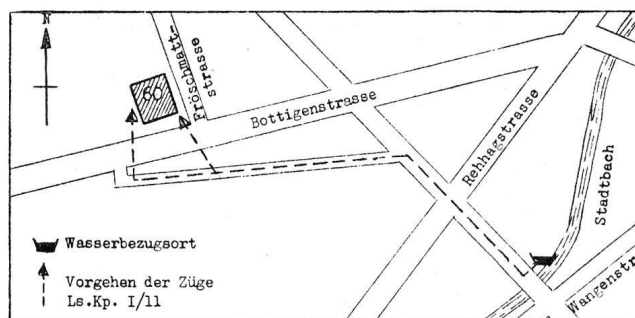 N
60
Fröschmatt-
strasse
Bottigenstrasse
Rehhagstrasse
Stadtbach
Wasserbezugsort
Vorgehen der Züge
Ls.Kp. I/11
Wangenstr